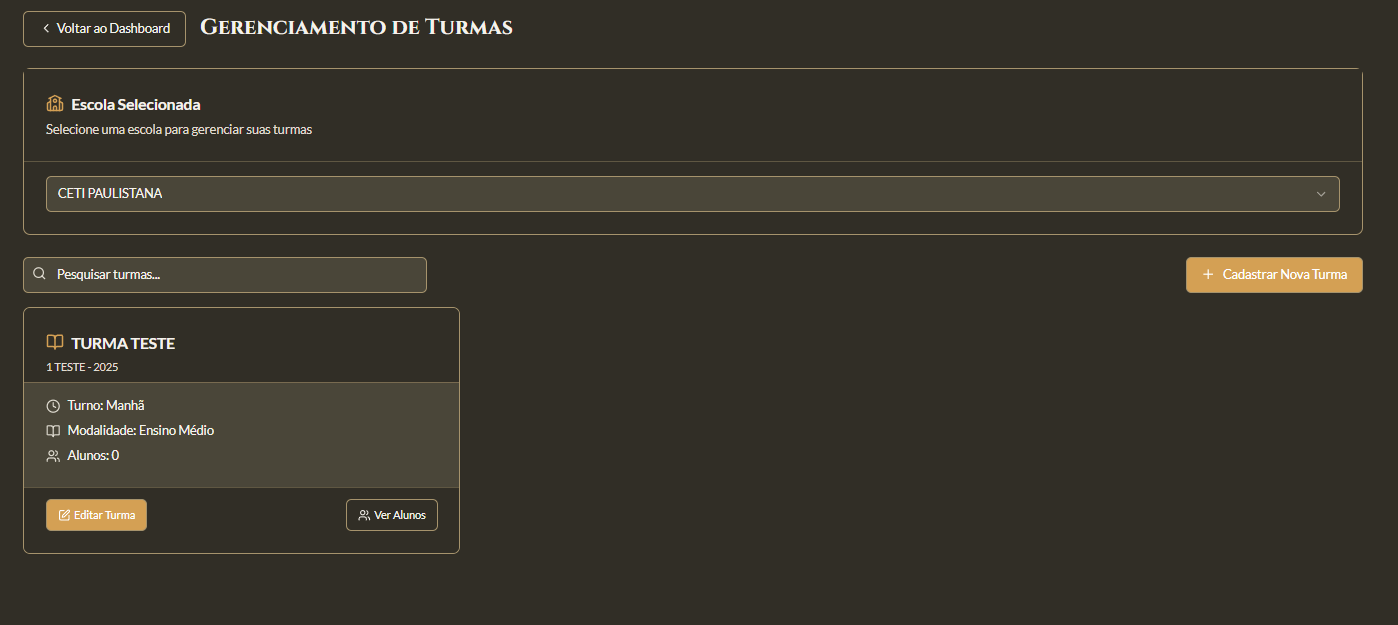 Voltar ao Dashboard
Gerenciamento de Turmas
Escola Selecionada
Selecione uma escola para gerenciar suas turmas
CETI PAULISTANA
Pesquisar turmas...
Cadastrar Nova Turma
TURMA TESTE
1 TESTE - 2025
Turno: Manhã
Modalidade: Ensino Médio
Alunos: 0
Editar Turma
Ver Alunos